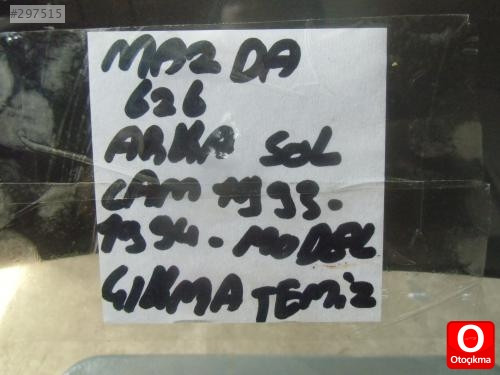 #297515
MAZDA
626
ARKA SOL
CAM 1993-
1994. MODEL
ÇIKMA TEMİZ
O
Otoçıkma